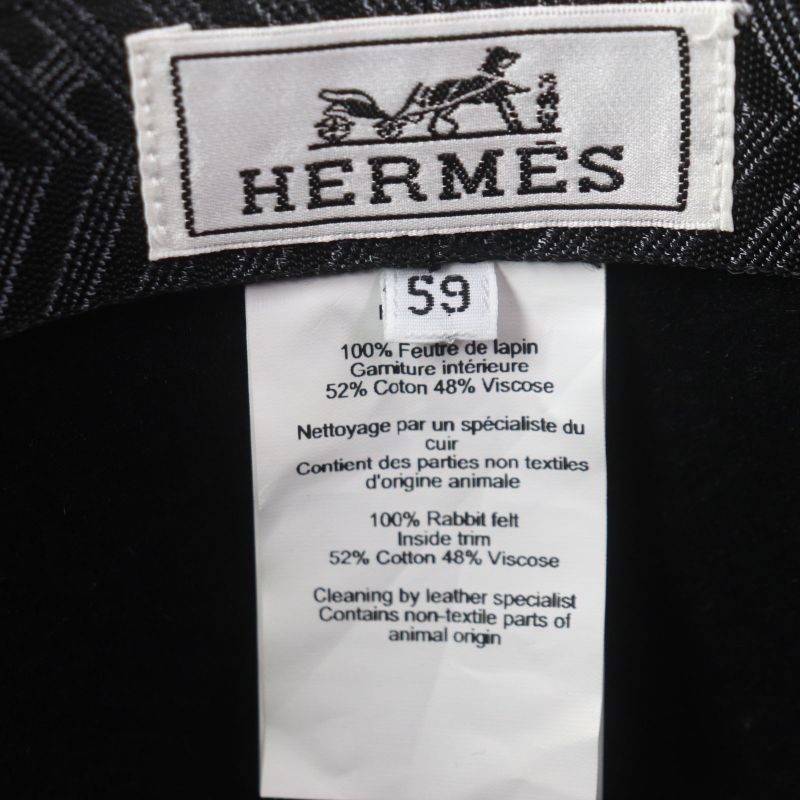 HERMÈS
59
100% Feutre de lapin
Garniture intérieure
52% Coton 48% Viscose
Nettoyage par un spécialiste du
cuir
Contient des parties non textiles
d'origine animale
100% Rabbit felt
Inside trim
52% Cotton 48% Viscose
Cleaning by leather specialist
Contains non-textile parts of
animal origin